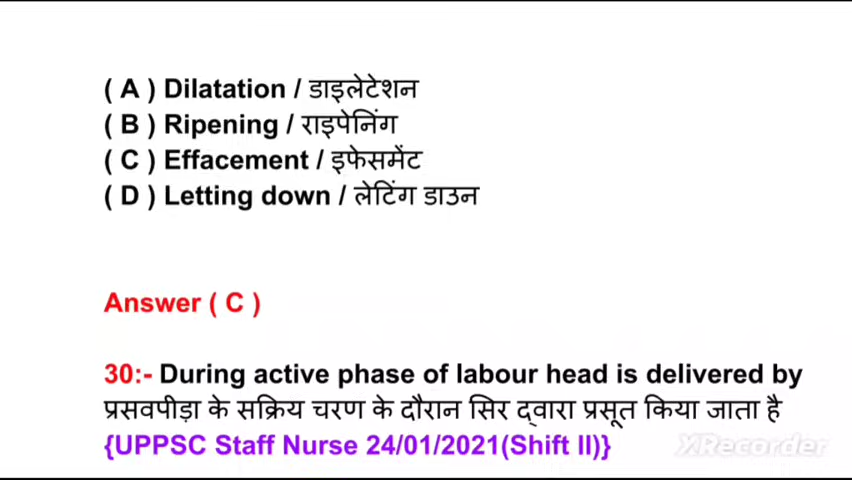 ( A ) Dilatation / डाइलेटेशन
( B ) Ripening / राइपेनिंग
( C ) Effacement / इफेसमेंट
( D ) Letting down / लेटिंग डाउन
Answer ( C )
30:- During active phase of labour head is delivered by
प्रसवपीड़ा के सक्रिय चरण के दौरान सिर द्वारा प्रसूत किया जाता है
{UPPSC Staff Nurse 24/01/2021(Shift II)}
XRecorder